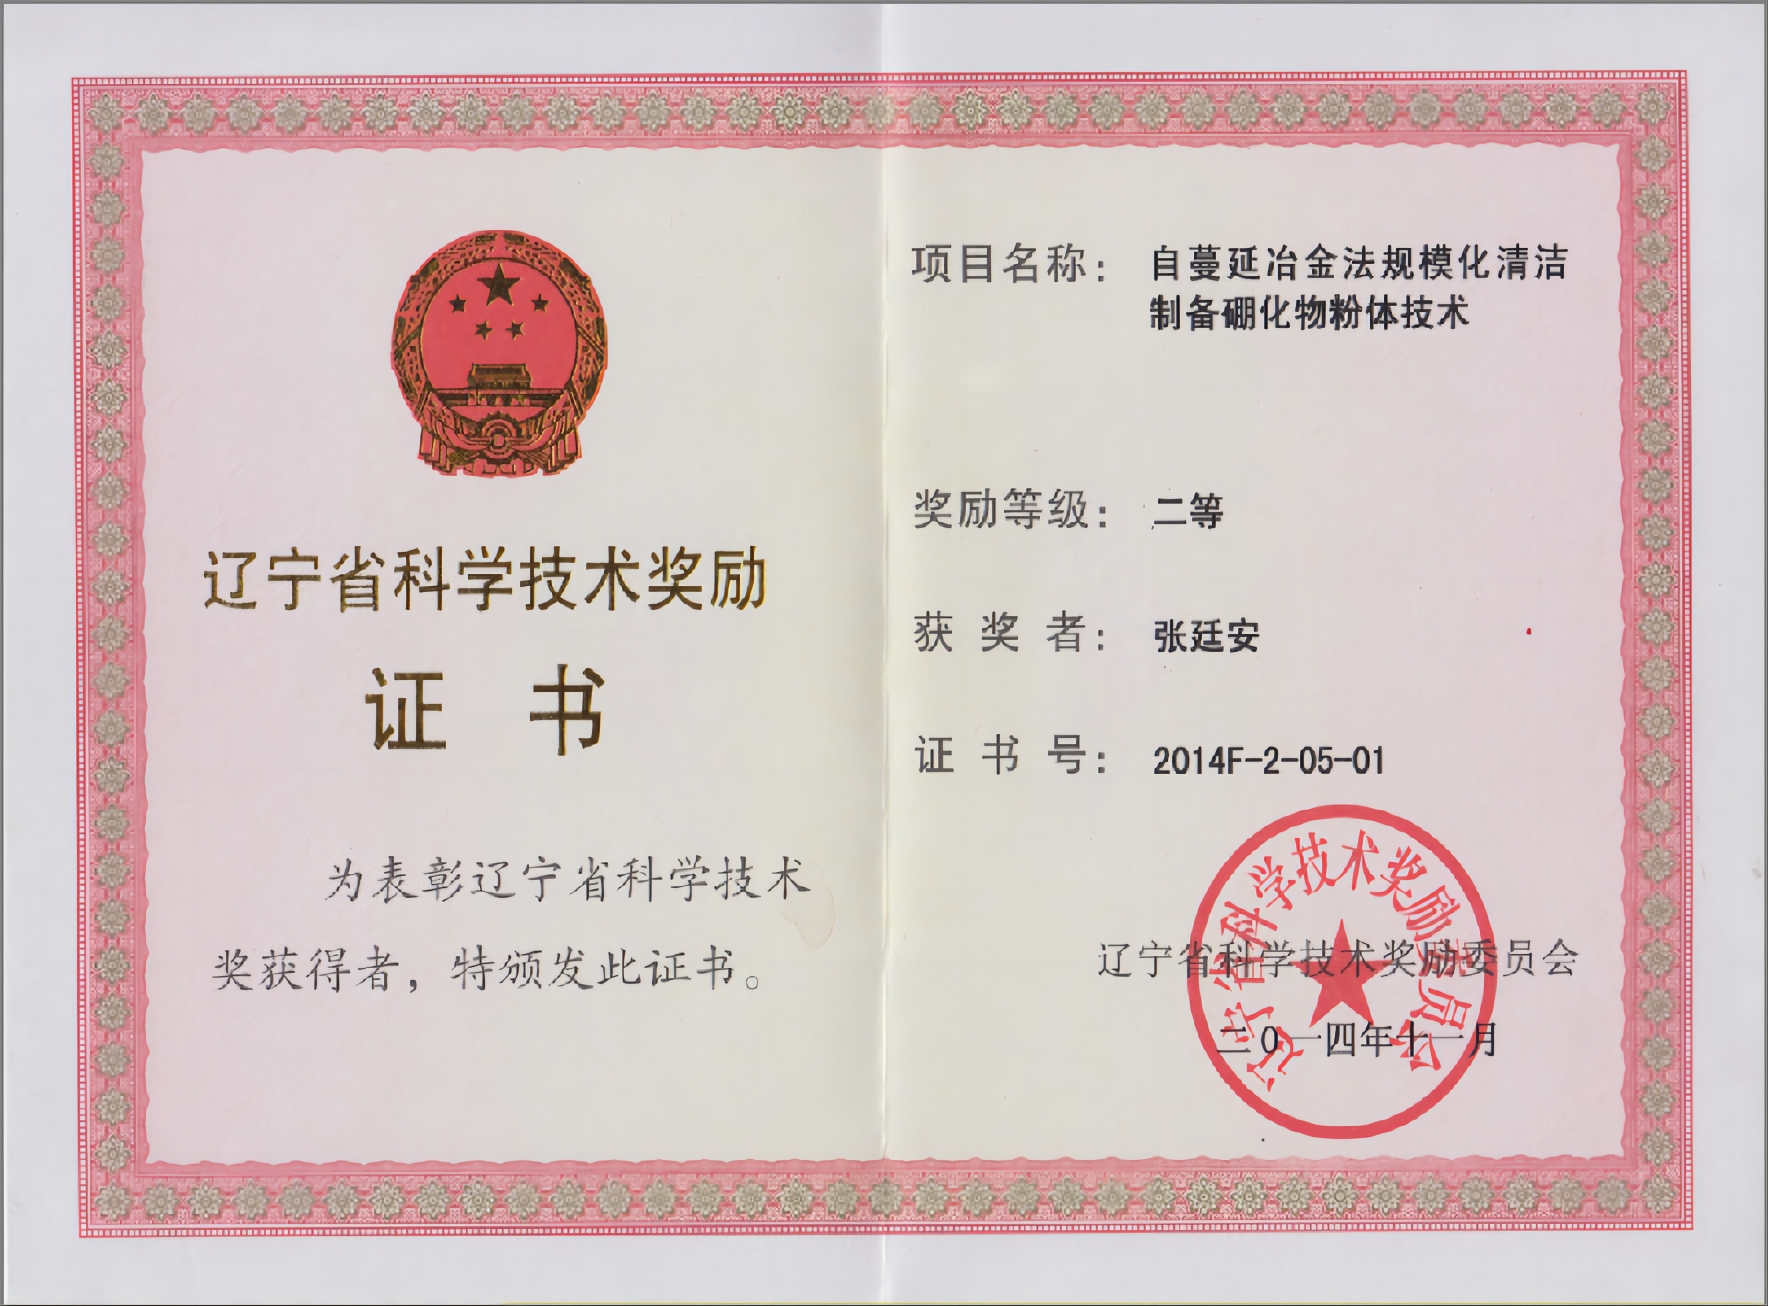 辽宁省科学技术奖励
证 书
为表彰辽宁省科学技术
奖获得者，特颁发此证书。
项目名称： 自蔓延冶金法规模化清洁
制备硼化物粉体技术
奖励等级： 二等
获 奖 者： 张廷安
证 书 号： 2014F-2-05-01
辽宁省科学技术奖励委员会
二0一四年十一月
辽宁省科学技术奖励委员会